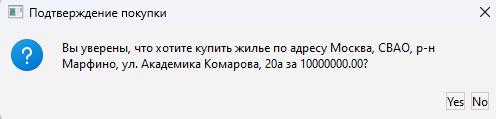 Подтверждение покупки
Вы уверены, что хотите купить жилье по адресу Москва, СВАО, р-н
Марфино, ул. Академика Комарова, 20а за 10000000.00?
Yes No